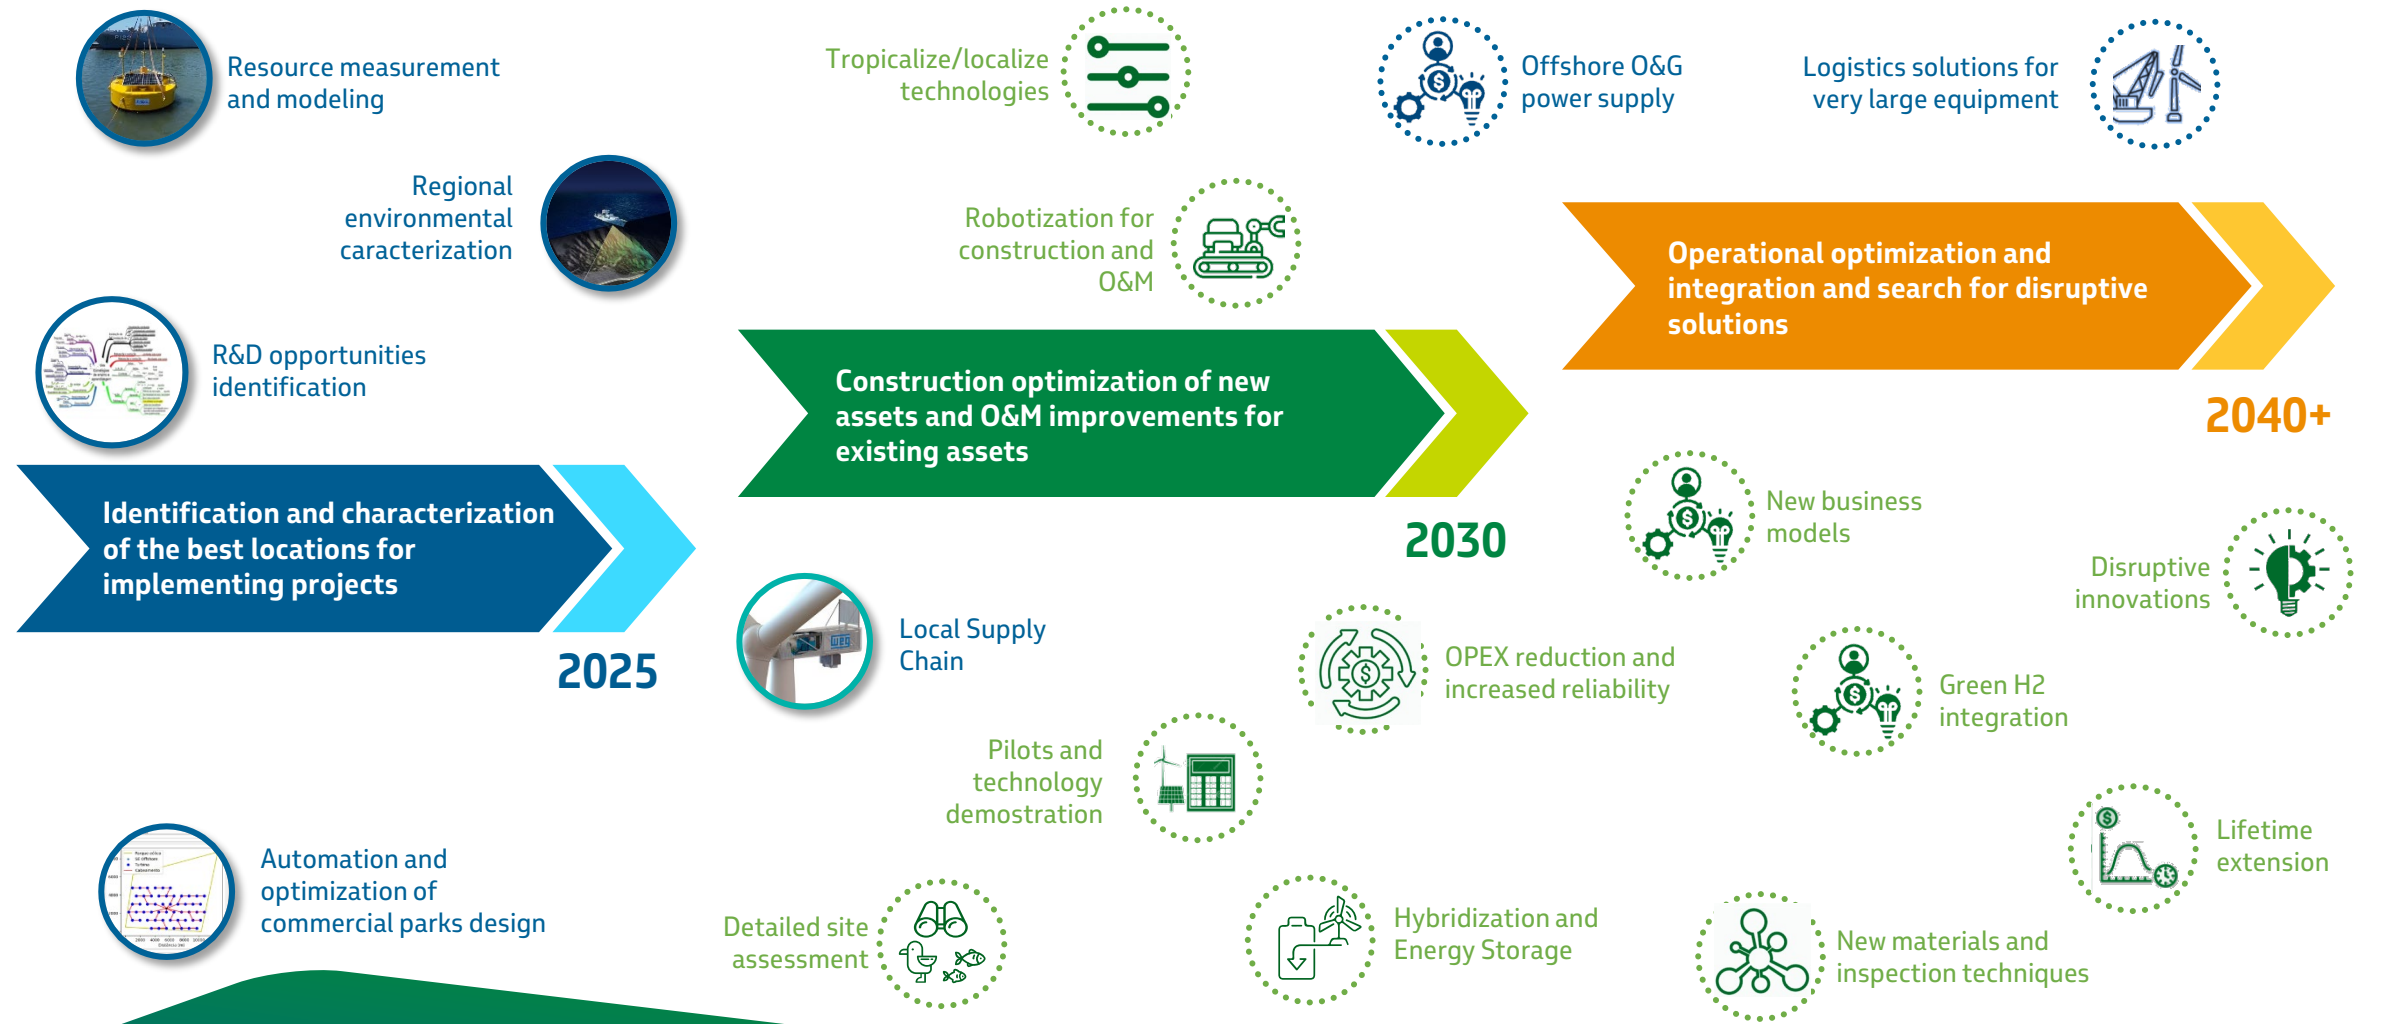 Resource measurement
and modeling
Regional
environmental
caracterization
R&D opportunities
identification
Identification and characterization
of the best locations for
implementing projects
2025
Automation and
optimization of
commercial parks design
Tropicalize/localize
technologies
Robotization for
construction and
O&M
Construction optimization of new
assets and O&M improvements for
existing assets
2030
Local Supply
Chain
weg
OPEX reduction and
increased reliability
Pilots and
technology
demostration
Detailed site
assessment
Hybridization and
Energy Storage
Offshore O&G
power supply
Logistics solutions for
very large equipment
Operational optimization and
integration and search for disruptive
solutions
2040+
New business
models
Disruptive
innovations
Green H2
integration
Lifetime
extension
New materials and
inspection techniques